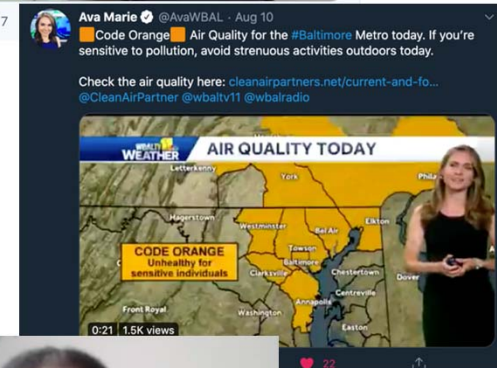 7
Ava Marie @AvaWBAL · Aug 10
🟧Code Orange🟧 Air Quality for the #Baltimore Metro today. If you're
sensitive to pollution, avoid strenuous activities outdoors today.
Check the air quality here: cleanairpartners.net/current-and-fo...
@CleanAirPartner @wbaltv11 @wbalradio
WBALTV
WEATHER
AIR QUALITY TODAY
Letterkenny
York
Phila
Hagerstown
Westminster
Bel Air
Elkton
CODE ORANGE
Unhealthy for
sensitive individuals
Towson
Baltimore
Clarksville
Chestertown
Dover
Centreville
Annapolis
Front Royal
Washington
Easton
0:21 1.5K views
22